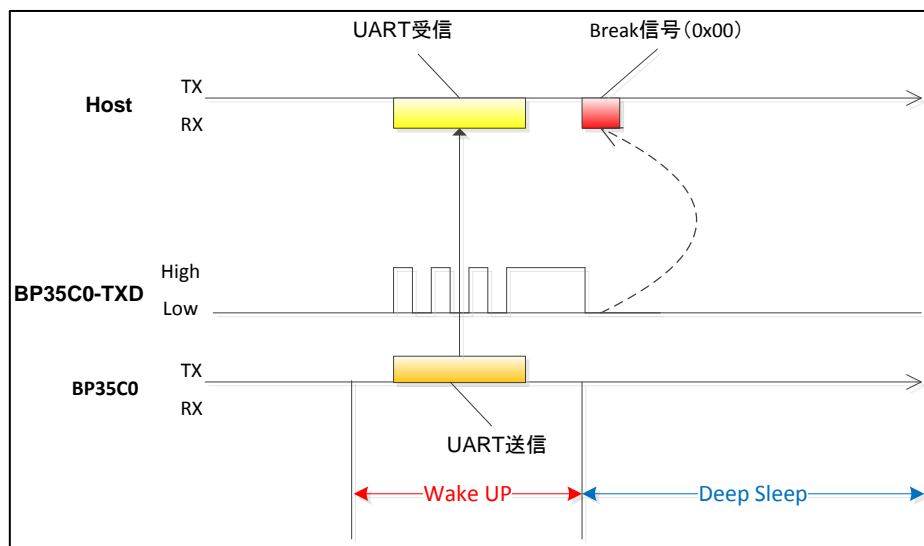 UART受信
Break信号（0x00）
TX
Host
RX
High
BP35C0-TXD
Low
TX
BP35C0
RX
UART送信
Wake UP
Deep Sleep